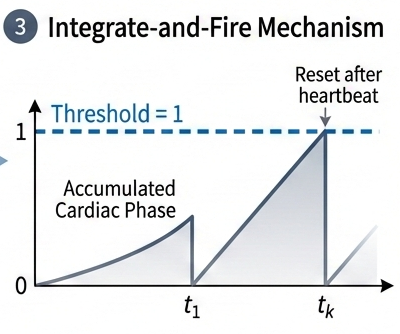 3 Integrate-and-Fire Mechanism
Reset after
heartbeat
Threshold = 1
1
Accumulated
Cardiac Phase
0
t1
tk